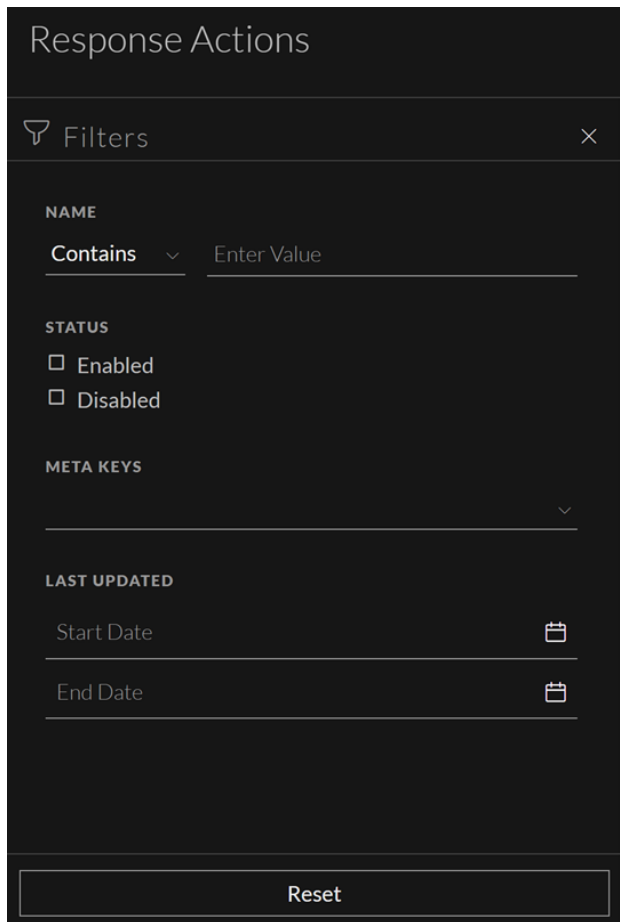 Response Actions
Filters
NAME
Contains Enter Value
STATUS
Enabled
Disabled
META KEYS
LAST UPDATED
Start Date
End Date
Reset